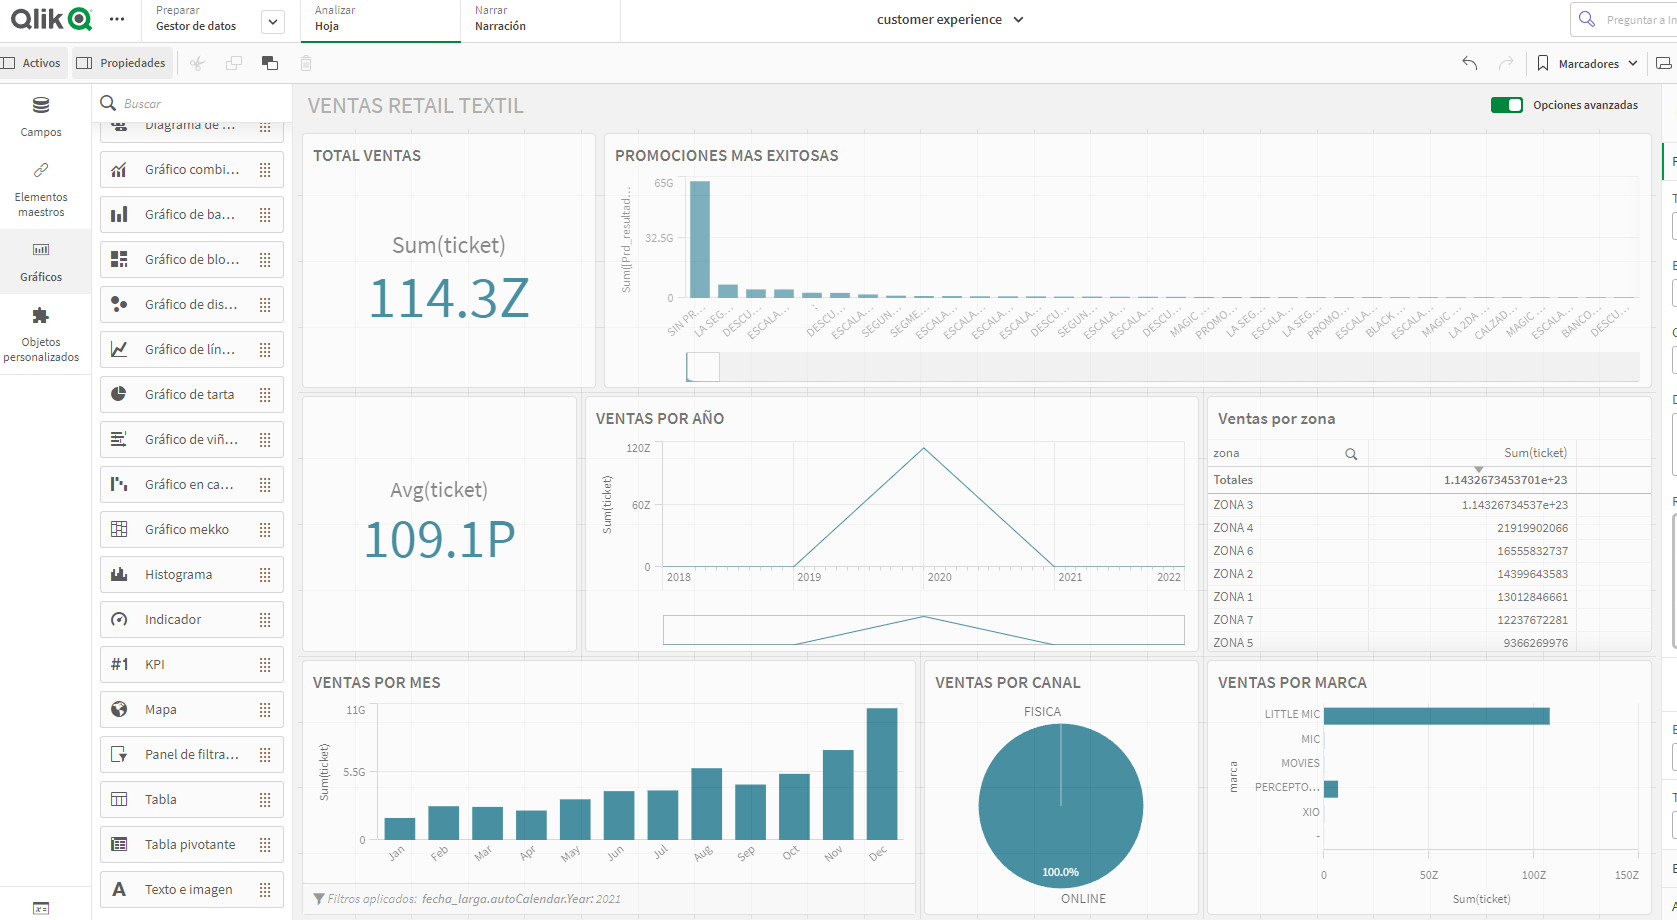 Qlik
Preparar
Gestor de datos
Analizar
Hoja
Narrar
Narración
customer experience
Preguntar a In
Activos
Propiedades
Marcadores
Campos
Elementos
maestros
Gráficos
Objetos
personalizados
Buscar
Diagrama de ...
Gráfico combi...
Gráfico de ba...
Gráfico de blo...
Gráfico de dis...
Gráfico de lín...
Gráfico de tarta
Gráfico de viñ...
Gráfico en ca...
Gráfico mekko
Histograma
Indicador
#1 KPI
Mapa
Panel de filtra...
Tabla
Tabla pivotante
A Texto e imagen
VENTAS RETAIL TEXTIL
Opciones avanzadas
TOTAL VENTAS
Sum(ticket)
114.3Z
PROMOCIONES MAS EXITOSAS
Sum([Prd_resultad...
65G
32.5G
0
SIN PR...
LA SEG...
DESCU...
ESCALA...
;
DESCU...
ESCALA...
SEGUN...
SEGME...
ESCALA...
ESCALA...
ESCALA...
ESCALA...
DESCU...
SEGUN...
ESCALA...
ESCALA...
DESCU...
MAGIC ...
PROMO...
LA SEG...
ESCALA...
LA SEG...
PROMO...
ESCALA...
BLACK ...
ESCALA...
MAGIC ...
LA 2DA ...
CALZAD...
MAGIC ...
ESCALA...
BANCO...
DESCU...
Avg(ticket)
109.1P
VENTAS POR AÑO
Sum(ticket)
120Z
60Z
0
2018 2019 2020 2021 2022
Ventas por zona
zona Sum(ticket)
Totales 1.1432673453701e+23
ZONA 3 1.14326734537e+23
ZONA 4 21919902066
ZONA 6 16555832737
ZONA 2 14399643583
ZONA 1 13012846661
ZONA 7 12237672281
ZONA 5 9366269976
VENTAS POR MES
Sum(ticket)
11G
5.5G
0
Jan Feb Mar Apr May Jun Jul Aug Sep Oct Nov Dec
Filtros aplicados: fecha_larga.autoCalendar.Year: 2021
VENTAS POR CANAL
FISICA
100.0%
ONLINE
VENTAS POR MARCA
marca
LITTLE MIC
MIC
MOVIES
PERCEPTO...
XIO
-
0 50Z 100Z 150Z
Sum(ticket)